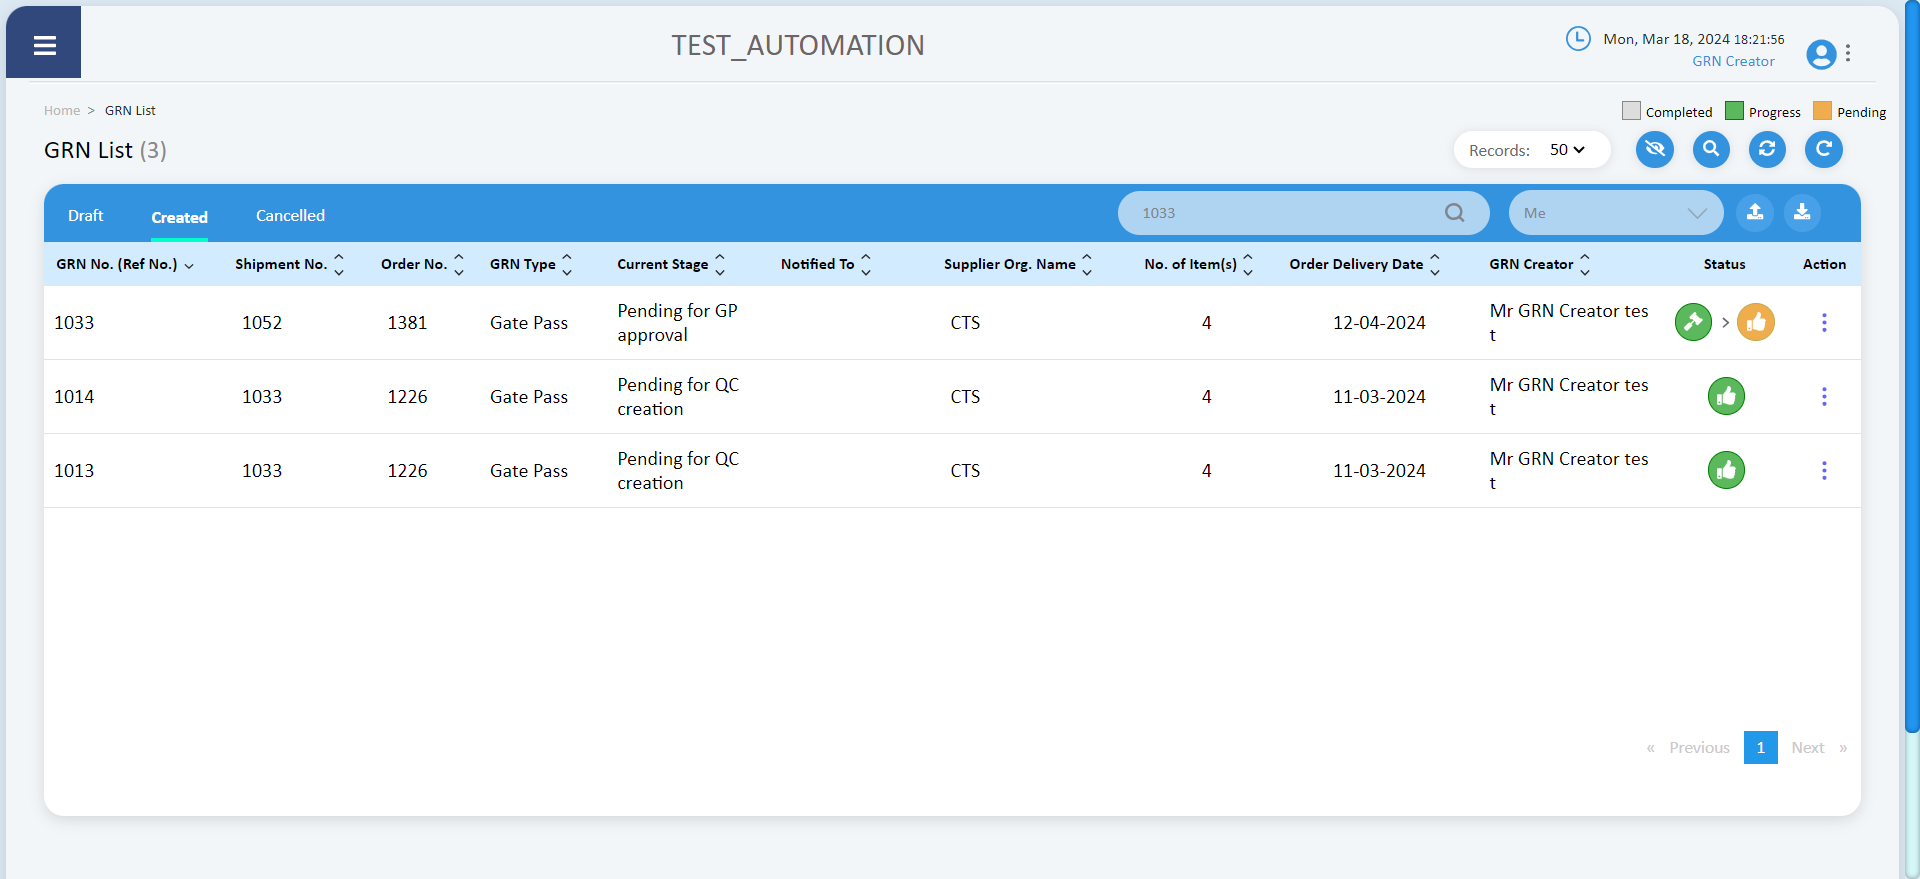 TEST_AUTOMATION
Mon, Mar 18, 2024 18:21:56
GRN Creator
Home > GRN List
Completed Progress Pending
GRN List (3)
Records: 50
Draft Created Cancelled 1033 Me
GRN No. (Ref No.) Shipment No. Order No. GRN Type Current Stage Notified To Supplier Org. Name No. of Item(s) Order Delivery Date GRN Creator Status Action
1033 1052 1381 Gate Pass Pending for GP approval CTS 4 12-04-2024 Mr GRN Creator tes
t >
1014 1033 1226 Gate Pass Pending for QC creation CTS 4 11-03-2024 Mr GRN Creator tes
t
1013 1033 1226 Gate Pass Pending for QC creation CTS 4 11-03-2024 Mr GRN Creator tes
t
« Previous 1 Next »